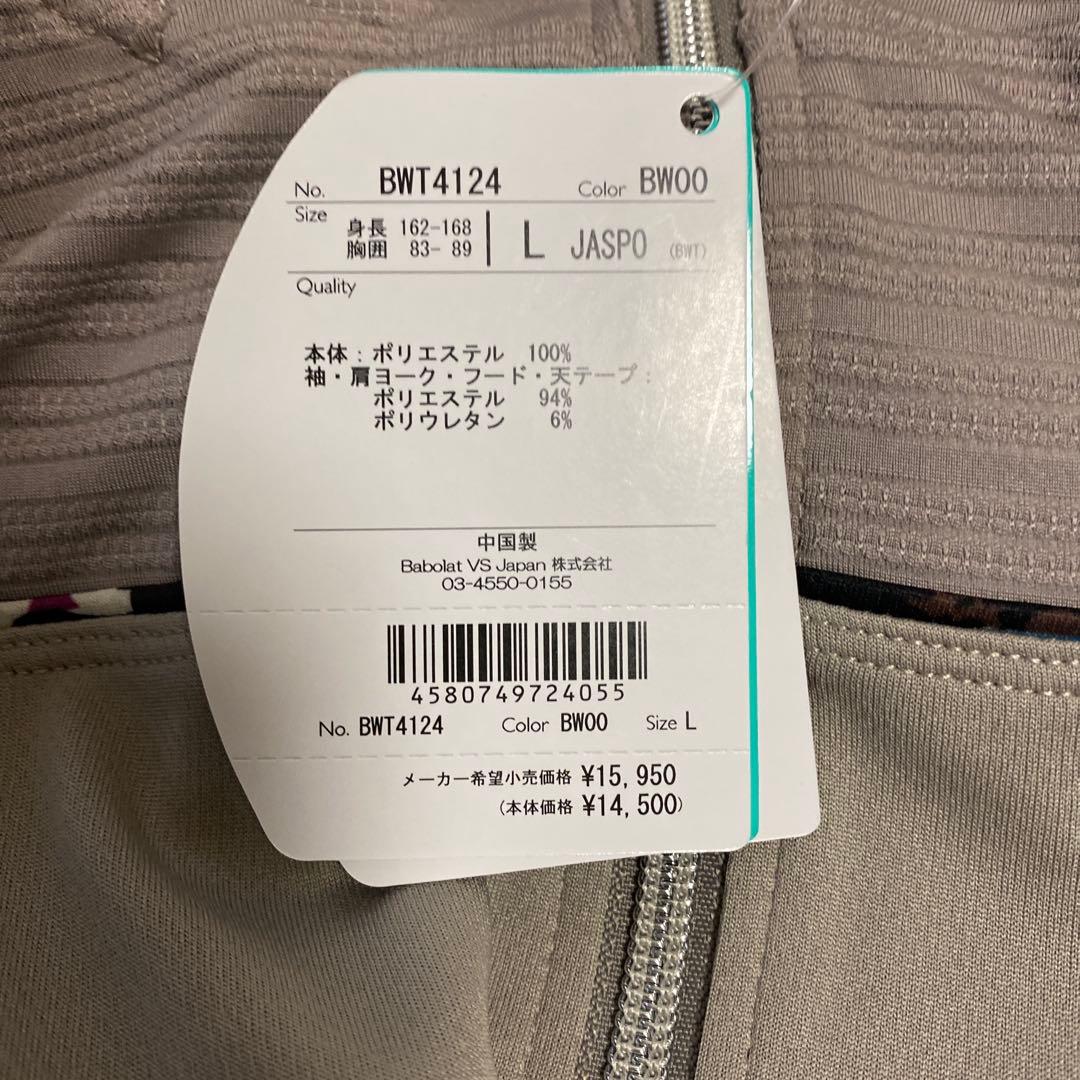 No. BWT4124 Color BW00
Size 身長 162-168 L JASPO (BWT)
胸囲 83- 89
Quality
本体：ポリエステル 100%
袖・肩ヨーク・フード・天テープ：
ポリエステル 94%
ポリウレタン 6%
中国製
Babolat VS Japan 株式会社
03-4550-0155
4580749724055
No. BWT4124 Color BW00 Size L
メーカー希望小売価格 ¥15,950
(本体価格 ¥14,500)